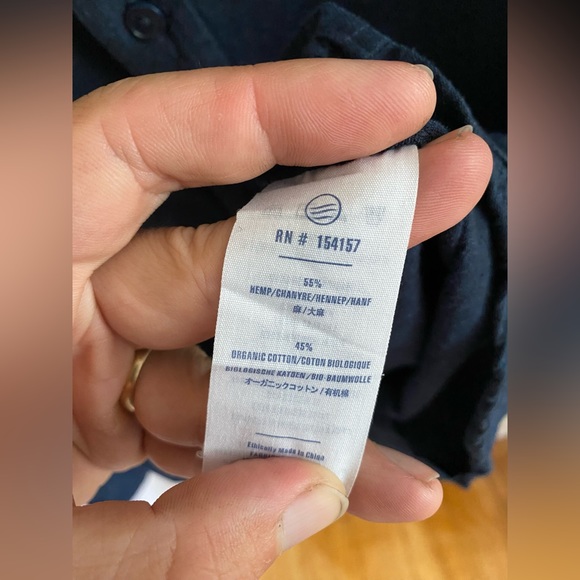 RN # 154157
55%
HEMP/CHANVRE/HENNEP/HANF
麻/大麻
45%
ORGANIC COTTON/COTON BIOLOGIQUE
BIOLOGISCHE KATOEN/BIO-BAUMWOLLE
オーガニックコットン/有机棉
Ethically Made in China